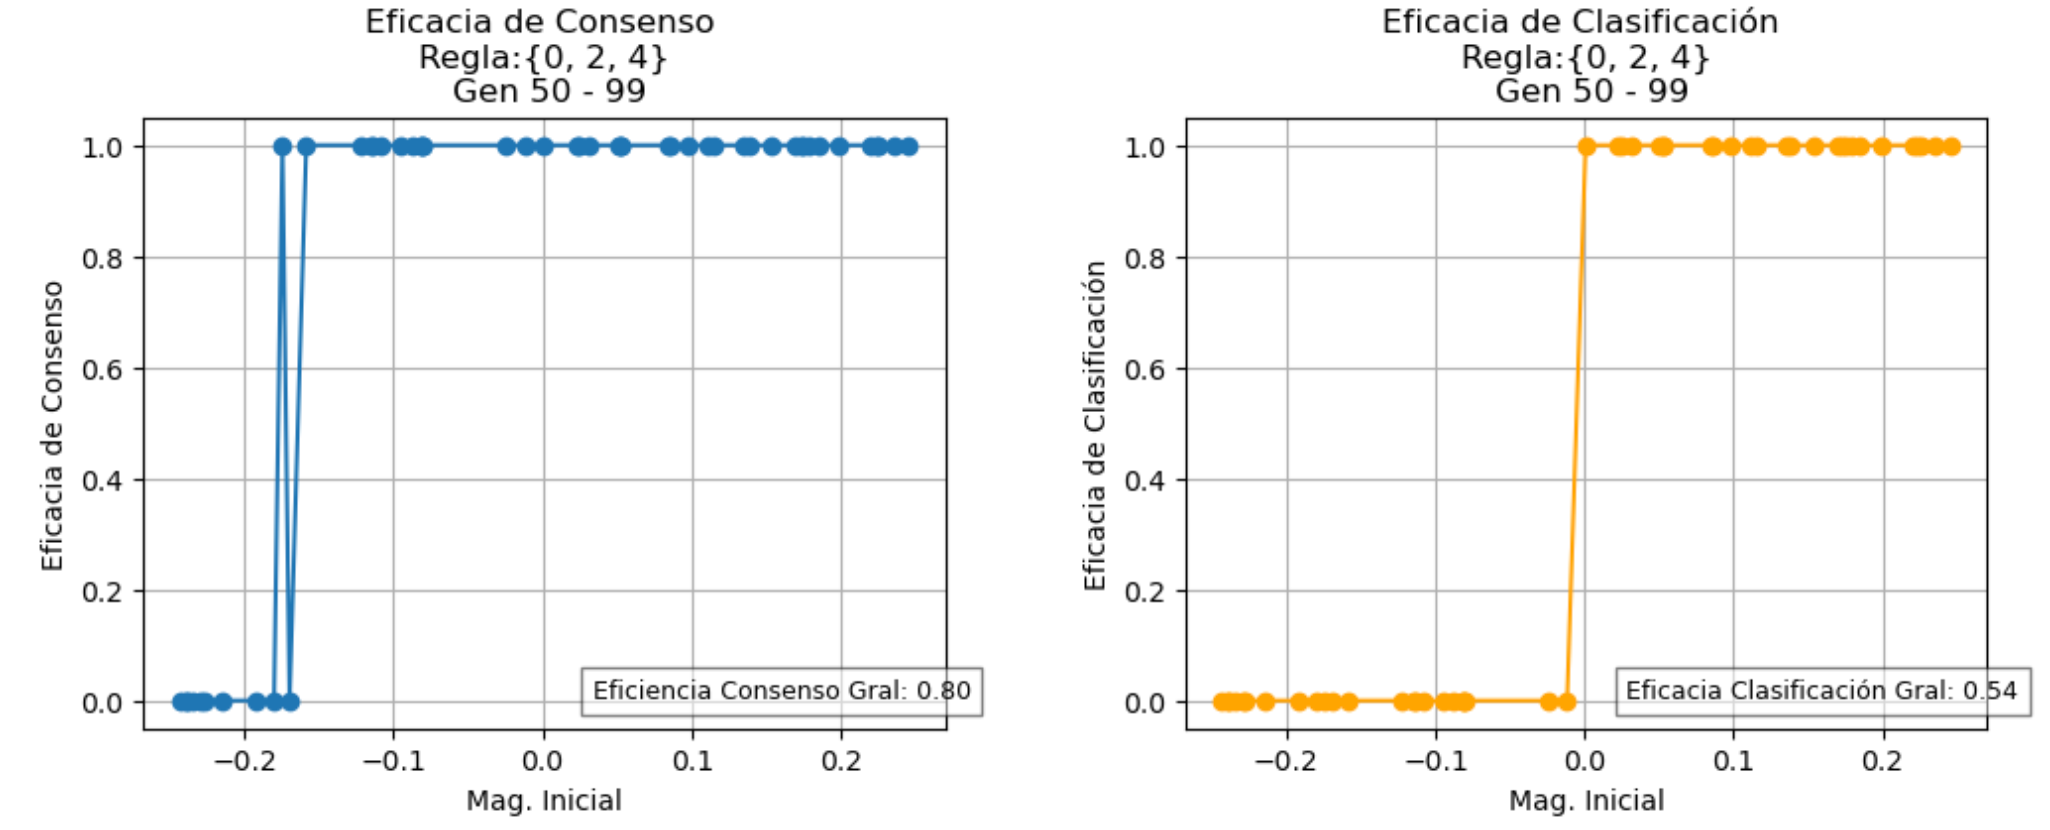 Eficacia de Consenso
Regla:{0, 2, 4}
Gen 50 - 99
Eficacia de Consenso
1.0
0.8
0.6
0.4
0.2
0.0
Eficiencia Consenso Gral: 0.80
−0.2 −0.1 0.0 0.1 0.2
Mag. Inicial
Eficacia de Clasificación
Regla:{0, 2, 4}
Gen 50 - 99
Eficacia de Clasificación
1.0
0.8
0.6
0.4
0.2
0.0
Eficacia Clasificación Gral: 0.54
−0.2 −0.1 0.0 0.1 0.2
Mag. Inicial